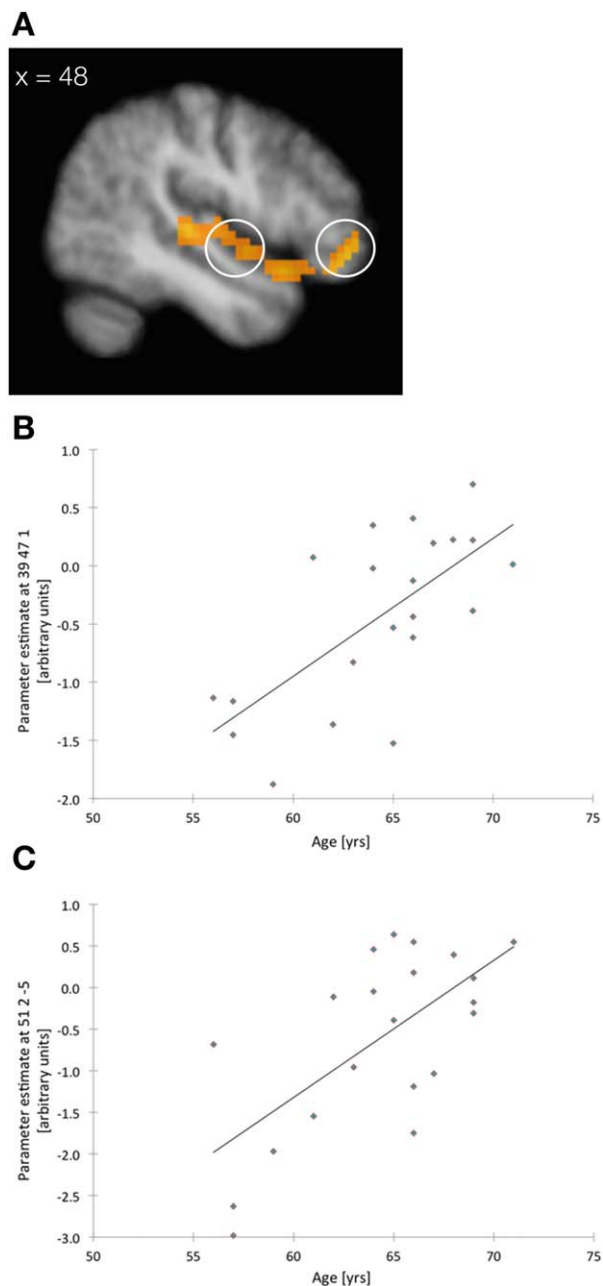 A
x = 48
B
1.0
0.5
0.0
-0.5
-1.0
-1.5
-2.0
Parameter estimate at 39 47 1
[arbitrary units]
50 55 60 65 70 75
Age [yrs]
C
1.0
0.5
0.0
-0.5
-1.0
-1.5
-2.0
-2.5
-3.0
Parameter estimate at 51 2 -5
[arbitrary units]
50 55 60 65 70 75
Age [yrs]